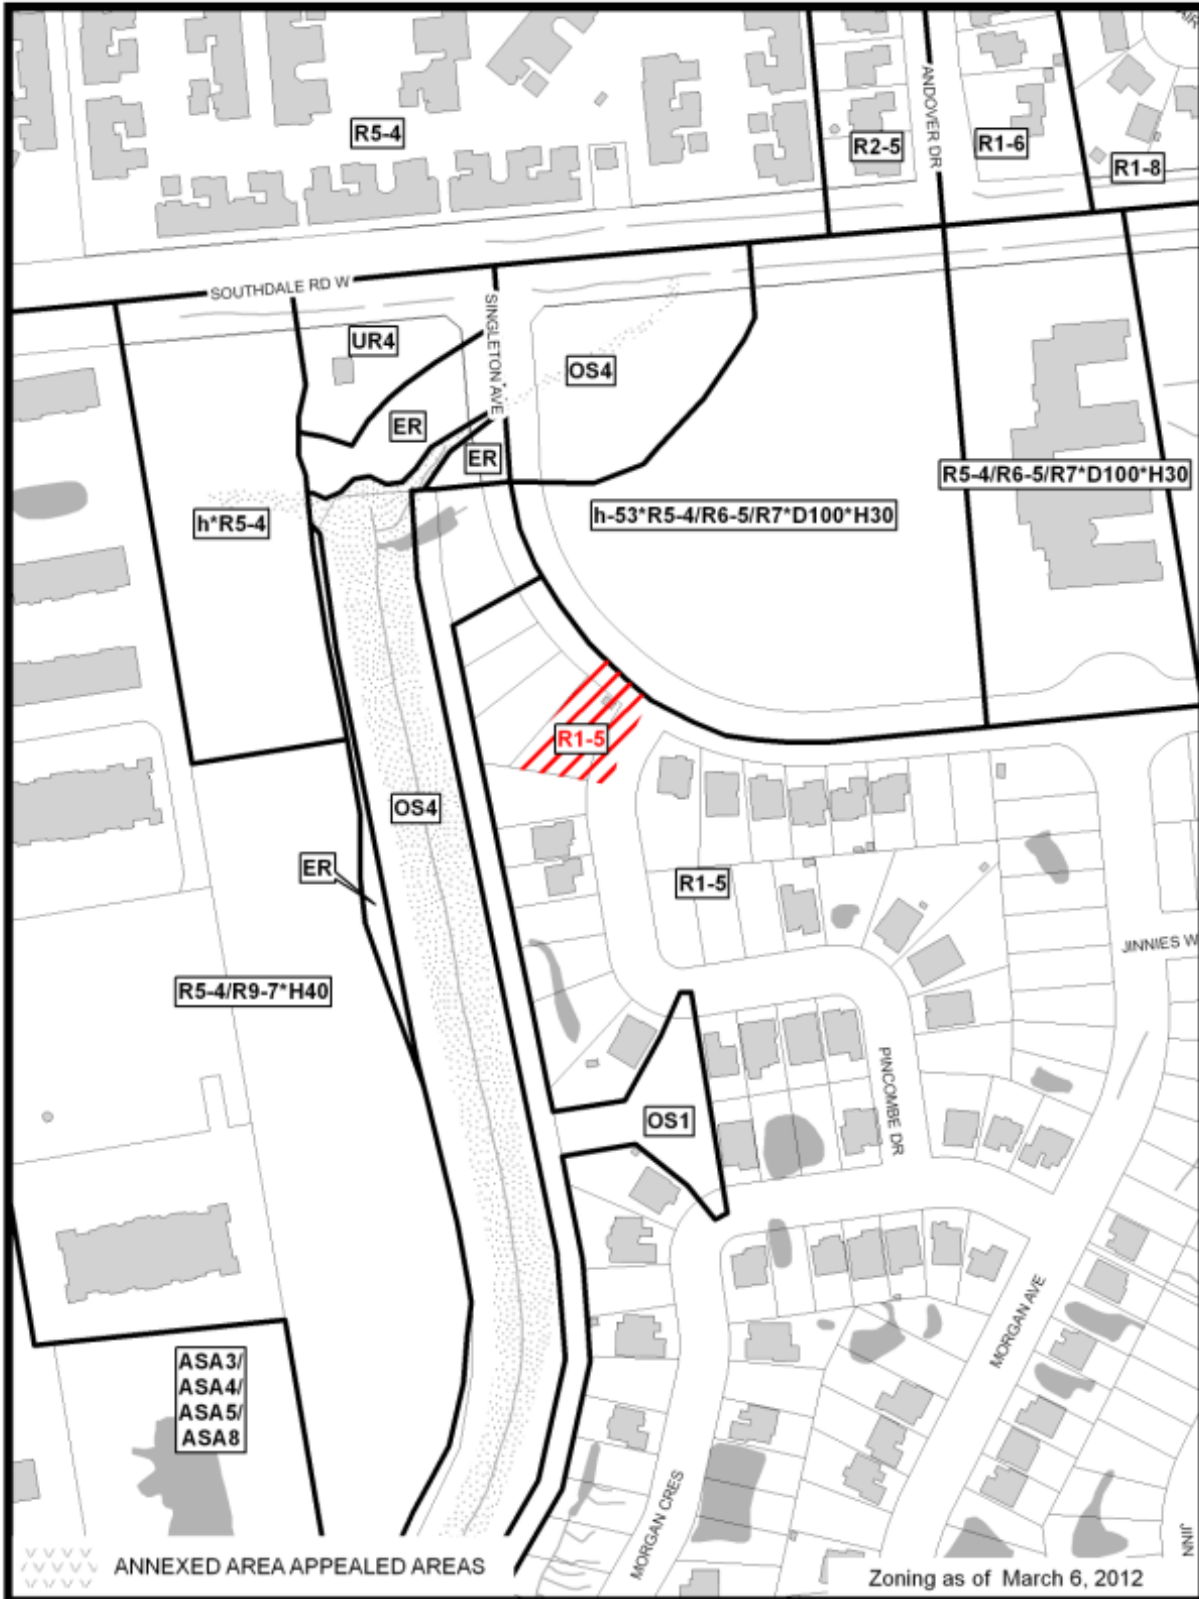 R5-4
R2-5
ANDOVER DR
R1-6
R1-8
SOUTHDALE RD W
UR4
SINGLETON AVE
OS4
ER
ER
h*R5-4
h-53*R5-4/R6-5/R7*D100*H30
R5-4/R6-5/R7*D100*H30
R1-5
OS4
ER
R1-5
JINNIES W
R5-4/R9-7*H40
PINCOMBE DR
OS1
MORGAN AVE
ASA3/
ASA4/
ASA5/
ASA8
MORGAN CRES
JINN
ANNEXED AREA APPEALED AREAS
Zoning as of March 6, 2012